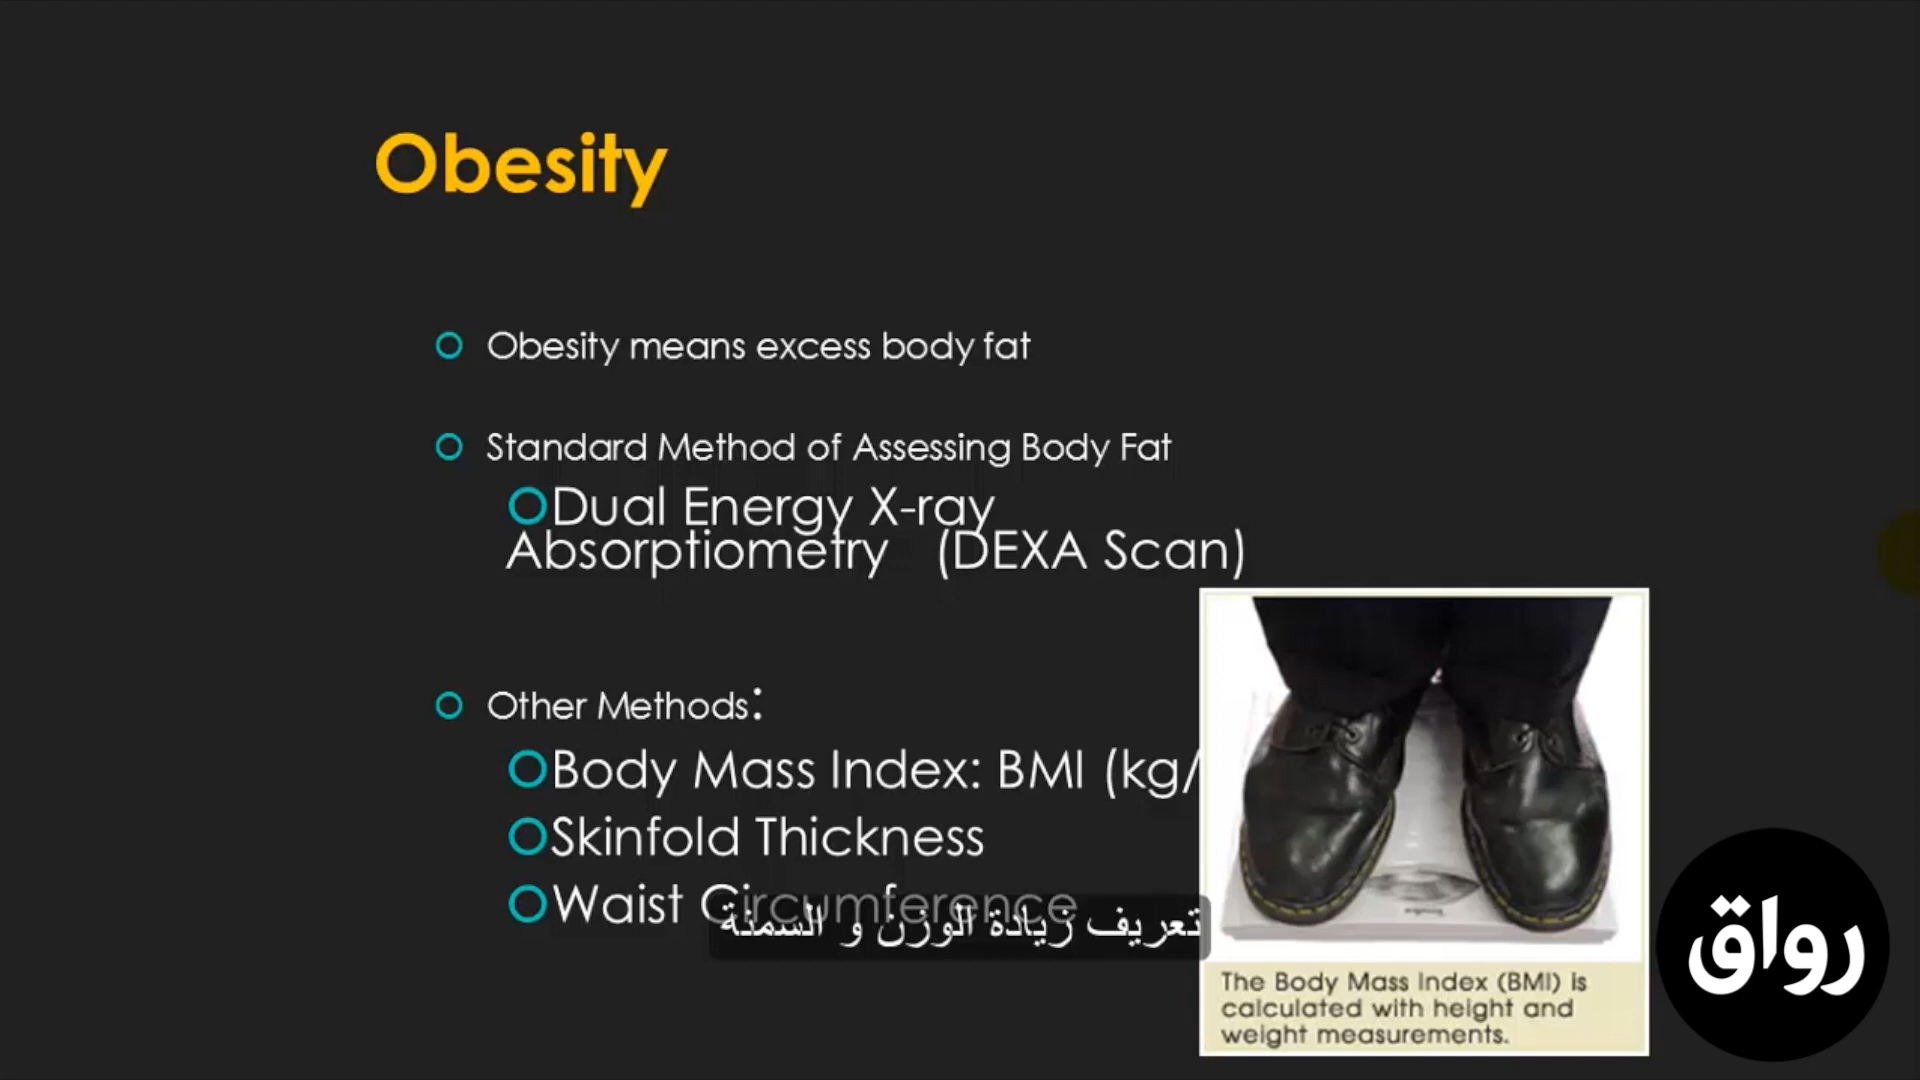 Obesity
Obesity means excess body fat
Standard Method of Assessing Body Fat
Dual Energy X-ray
Absorptiometry (DEXA Scan)
Other Methods:
Body Mass Index: BMI (kg/
Skinfold Thickness
Waist Circumference
تعريف زيادة الوزن و السمنة
The Body Mass Index (BMI) is
calculated with height and
weight measurements.
رواق